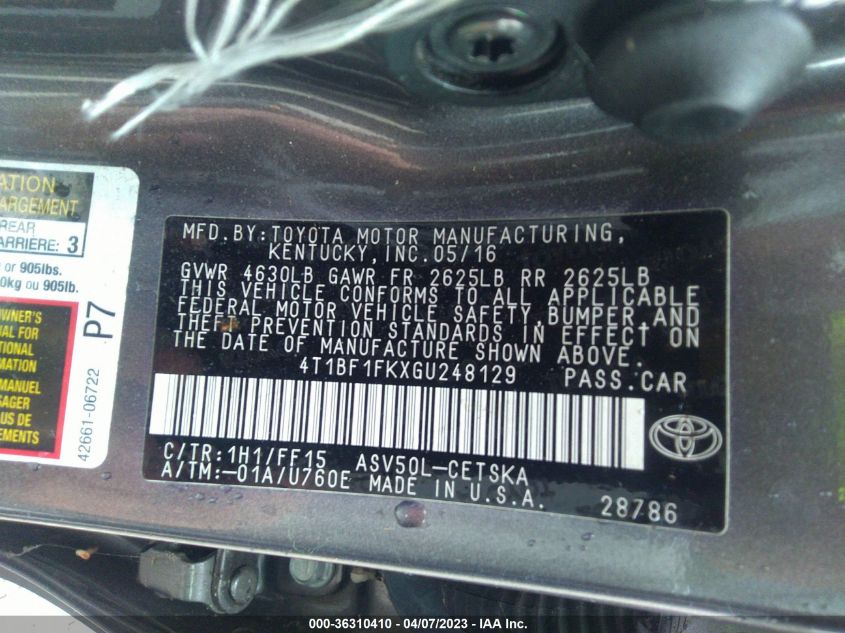 ATION
ARGEMENT
REAR
ARRIERE: 3
or 905lbs.
0kg ou 905lb.
OWNER'S
FOR
TIONAL
MATION
MANUEL
SAGER
LUS DE
EMENTS
42661-06722 P7
MFD.BY:TOYOTA MOTOR MANUFACTURING,
KENTUCKY, INC. 05/16
GVWR 4630LB GAWR FR 2625LB RR 2625LB
THIS VEHICLE CONFORMS TO ALL APPLICABLE
FEDERAL MOTOR VEHICLE SAFETY, BUMPER, AND
THEFT PREVENTION STANDARDS IN EFFECT ON
THE DATE OF MANUFACTURE SHOWN ABOVE.
4T1BF1FKXGU248129 PASS.CAR
C/TR:1H1/FF15 ASV50L-CETSKA
A/TM:-01A/U760E MADE IN U.S.A.
28786
000-36310410 - 04/07/2023 - IAA Inc.